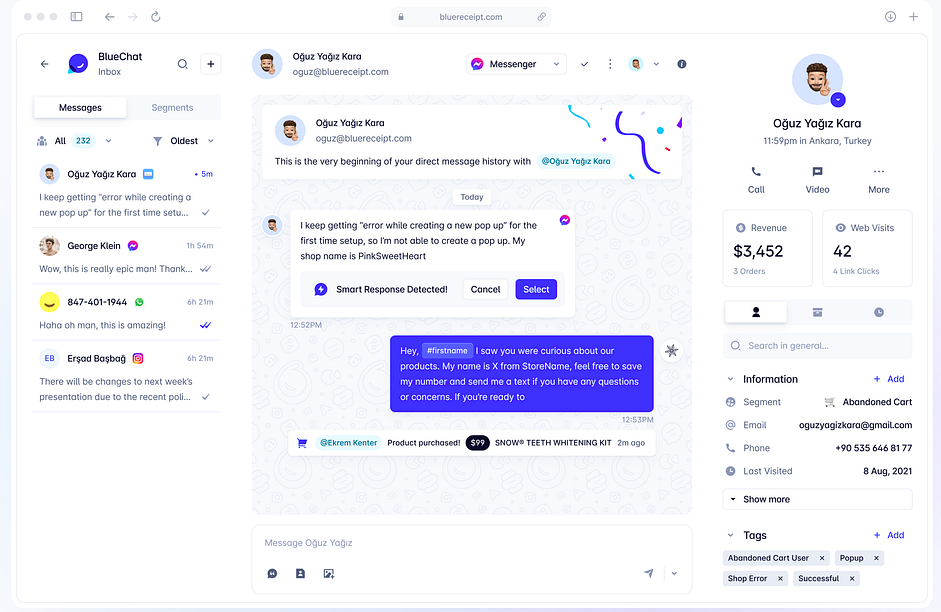 bluereceipt.com
BlueChat
Inbox
Messages
Segments
All
232
Oldest
Oğuz Yağız Kara
5m
I keep getting “error while creating a
new pop up” for the first time setu...
George Klein
1h 54m
Wow, this is really epic man! Thank...
847-401-1944
6h 21m
Haha oh man, this is amazing!
EB
Erşad Başbağ
6h 21m
There will be changes to next week's
presentation due to the recent poli...
Oğuz Yağız Kara
oguz@bluereceipt.com
Messenger
Oğuz Yağız Kara
oguz@bluereceipt.com
This is the very beginning of your direct message history with @Oğuz Yağız Kara
Today
I keep getting “error while creating a new pop up” for the
first time setup, so I'm not able to create a pop up. My
shop name is PinkSweetHeart
Smart Response Detected!
Cancel
Select
12:52PM
Hey, #firstname I saw you were curious about our
products. My name is X from StoreName, feel free to save
my number and send me a text if you have any questions
or concerns. If you're ready to
12:53PM
@Ekrem Kenter Product purchased! $99 SNOW® TEETH WHITENING KIT 2m ago
Message Oğuz Yağız
Oğuz Yağız Kara
11:59pm in Ankara, Turkey
Call
Video
More
Revenue
$3,452
3 Orders
Web Visits
42
4 Link Clicks
Search in general...
Information
+ Add
Segment
Abandoned Cart
Email
oguzyagizkara@gmail.com
Phone
+90 535 646 81 77
Last Visited
8 Aug, 2021
Show more
Tags
+ Add
Abandoned Cart User ×
Popup ×
Shop Error ×
Successful ×